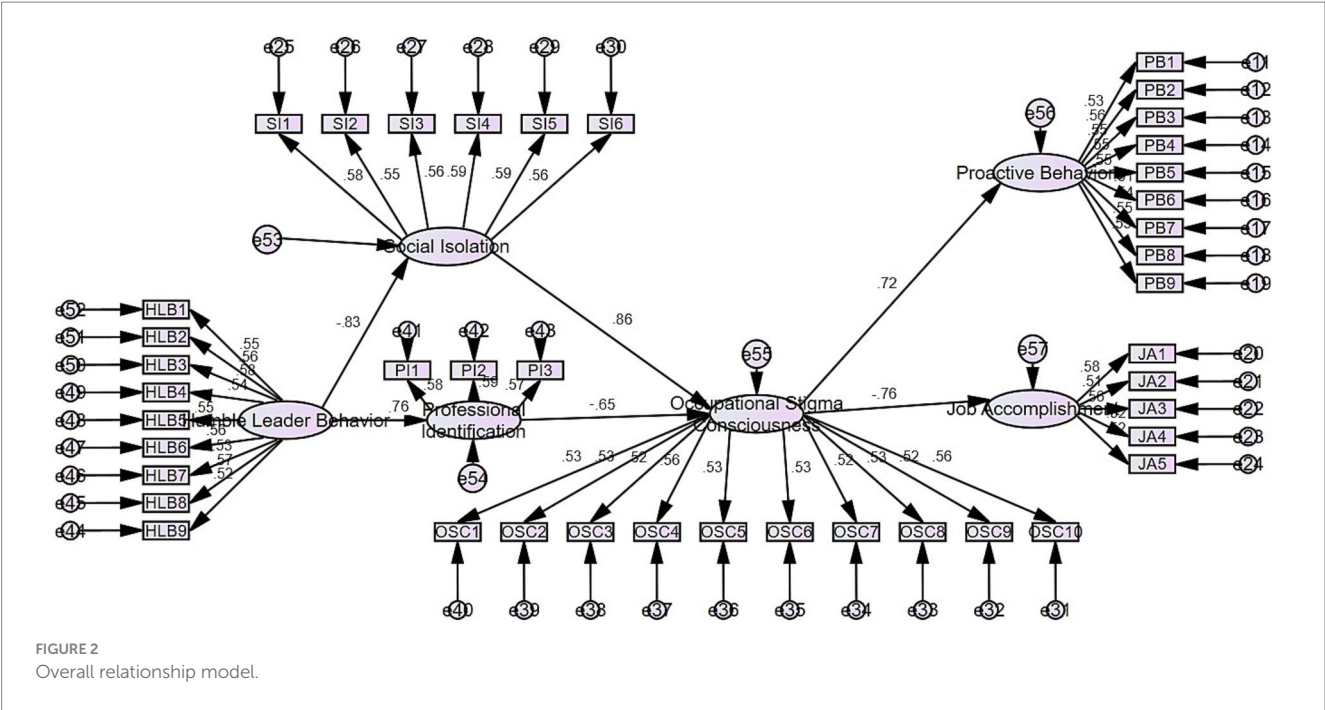 e25 e26 e27 e28 e29 e30
SI1 SI2 SI3 SI4 SI5 SI6
.58 .55 .56 .59 .59 .56
e53
Social Isolation
e56
Proactive Behavior
PB1 e11
PB2 e12
PB3 e13
PB4 e14
PB5 e15
PB6 e16
PB7 e17
PB8 e18
PB9 e19
.53
.56
.55
.55
.55
.55
.53
-.83
.86
.72
e52 HLB1
e51 HLB2
e50 HLB3
e49 HLB4
e48 HLB5
e47 HLB6
e46 HLB7
e45 HLB8
e44 HLB9
.55
.56
.58
.54
.55
.56
.53
.57
.52
Humble Leader Behavior
.76
e41 e42 e43
PI1 PI2 PI3
.58 .59 .57
Professional
Identification
e54
-.65
e55
Occupational Stigma
Consciousness
-.76
e57
Job Accomplishment
JA1 e20
JA2 e21
JA3 e22
JA4 e23
JA5 e24
.58
.51
.56
.52
.53 .53 .52 .56 .53 .53 .52 .53 .52 .56
OSC1 OSC2 OSC3 OSC4 OSC5 OSC6 OSC7 OSC8 OSC9 OSC10
e40 e39 e38 e37 e36 e35 e34 e33 e32 e31
FIGURE 2
Overall relationship model.